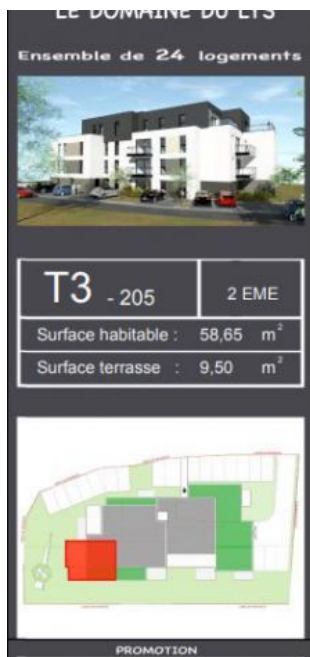 LE DOMAINE DU LYS
Ensemble de 24 logements
T3 - 205
2 EME
Surface habitable : 58,65 m²
Surface terrasse : 9,50 m²
PROMOTION